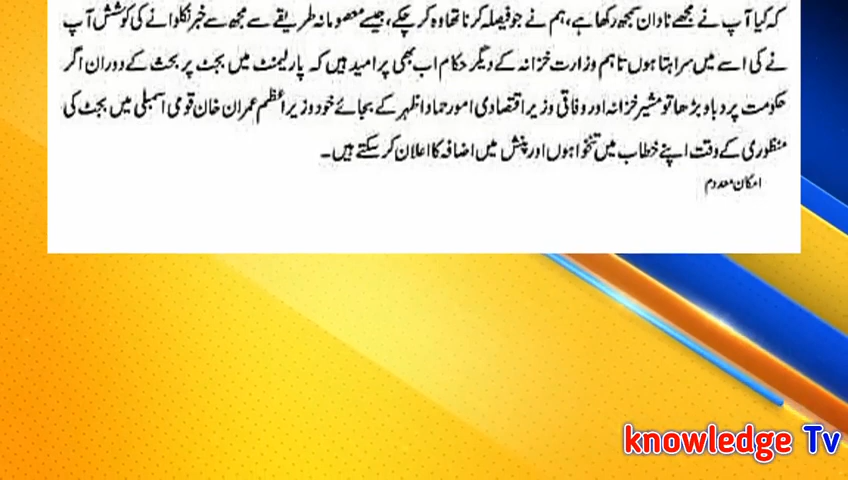 کہ کیا آپ نے مجھے نادان سمجھ رکھا ہے، ہم نے جو فیصلہ کرنا تھا وہ کر چکے، جیسے معصومانہ طریقے سے مجھ سے خبر نکلوانے کی کوشش آپ
نے کی اسے میں سراہتا ہوں تاہم وزارت خزانہ کے دیگر حکام اب بھی پر امید ہیں کہ پارلیمنٹ میں بجٹ پر بحث کے دوران اگر
حکومت پر دباو بڑھا تو مشیر خزانہ اور وفاقی وزیر اقتصادی امور حماد اظہر کے بجائے خود وزیراعظم عمران خان قومی اسمبلی میں بجٹ کی
منظوری کے وقت اپنے خطاب میں تنخواہوں اور پنشن میں اضافہ کا اعلان کر سکتے ہیں۔
امکان معدوم
knowledge Tv